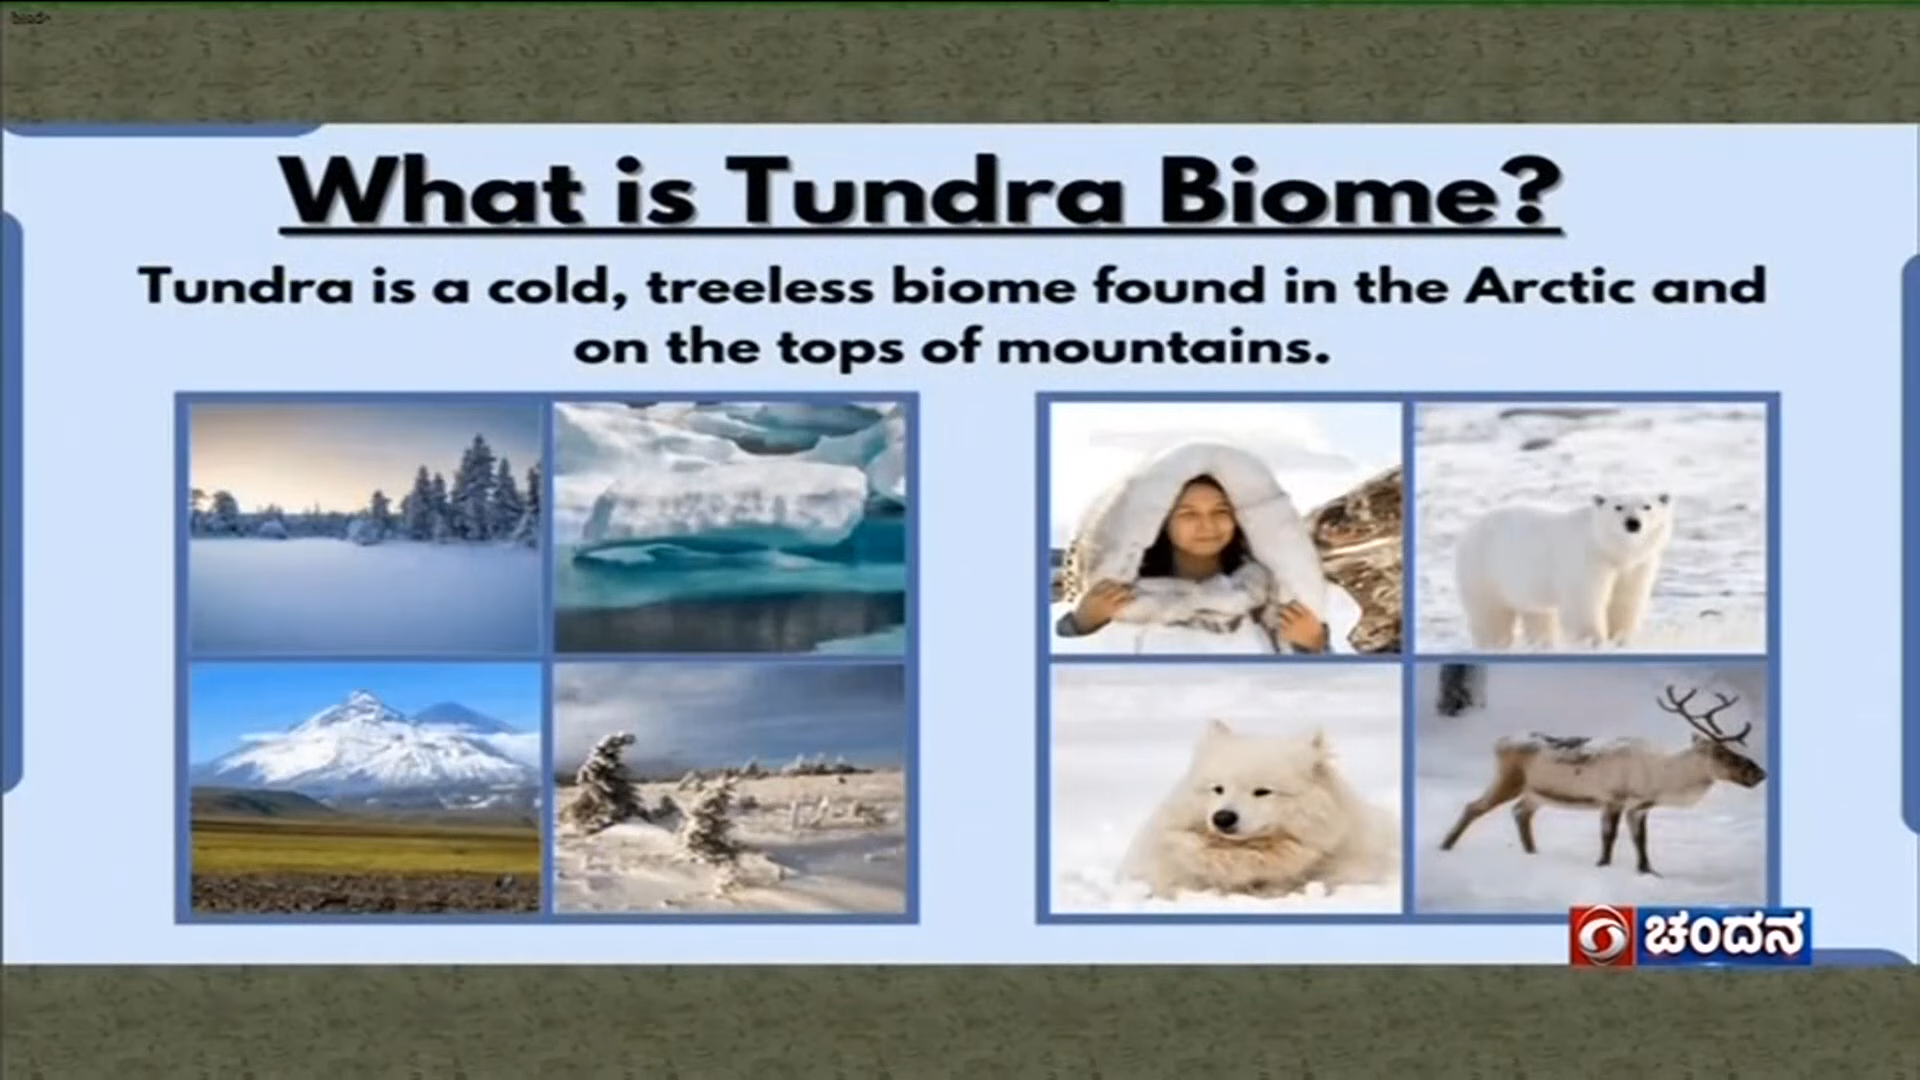 What is Tundra Biome?
Tundra is a cold, treeless biome found in the Arctic and
on the tops of mountains.
ಚಂದನ